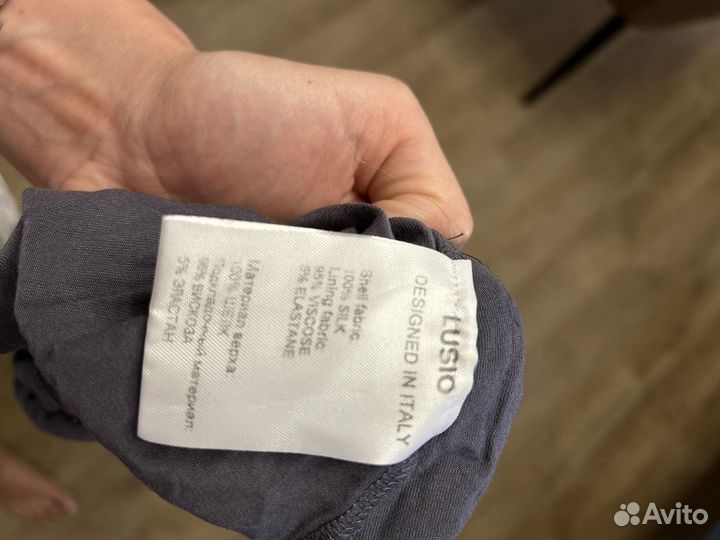 LUSIO
DESIGNED IN ITALY
Shell fabric
100% SILK
Lining fabric
95% VISCOSE
5% ELASTANE
Материал верха:
100% ШЕЛК
Подкладочный материал:
95% ВИСКОЗА
5% ЭЛАСТАН
Avito